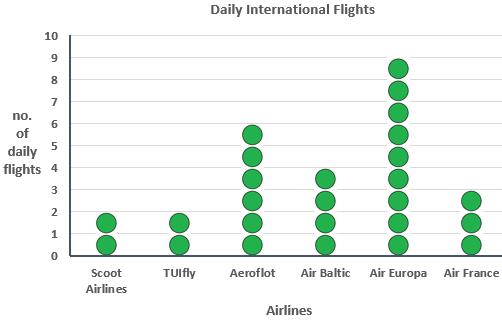 Daily International Flights
10
9
8
7
6
5
4
3
2
1
0
no.
of
daily
flights
Scoot
Airlines
TUIfly
Aeroflot
Air Baltic
Air Europa
Air France
Airlines